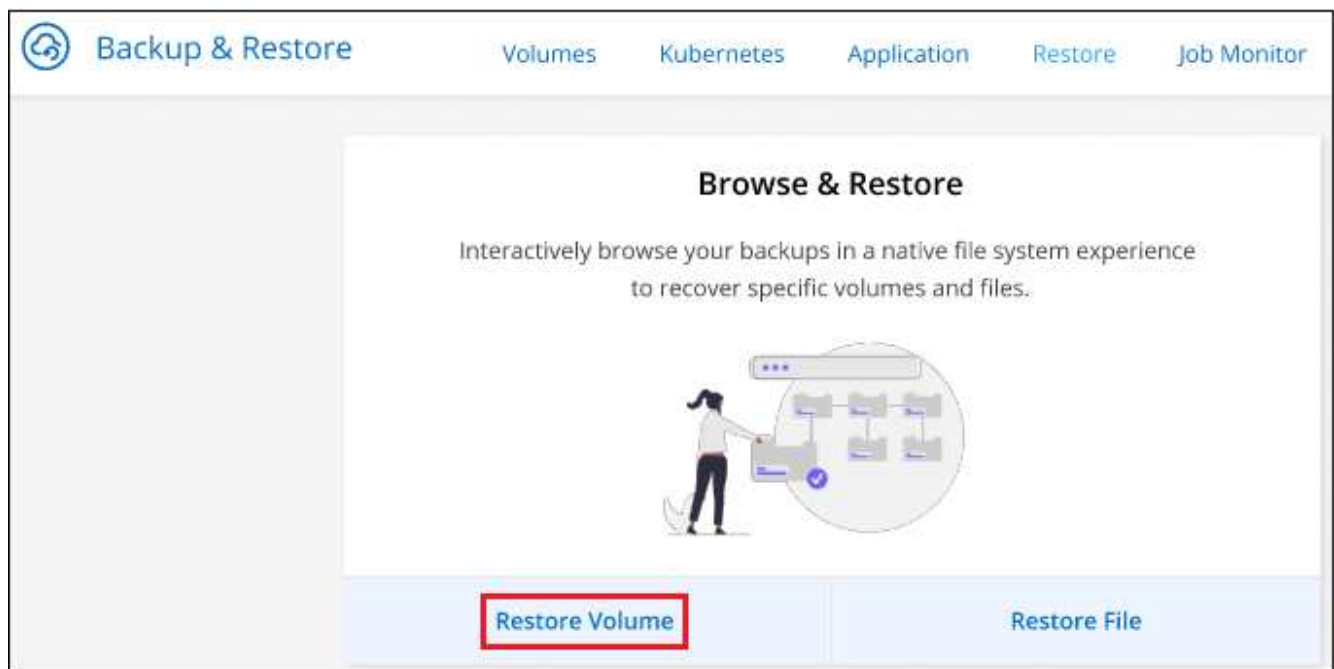 Backup & Restore Volumes Kubernetes Application Restore Job Monitor
Browse & Restore
Interactively browse your backups in a native file system experience
to recover specific volumes and files.
Restore Volume Restore File